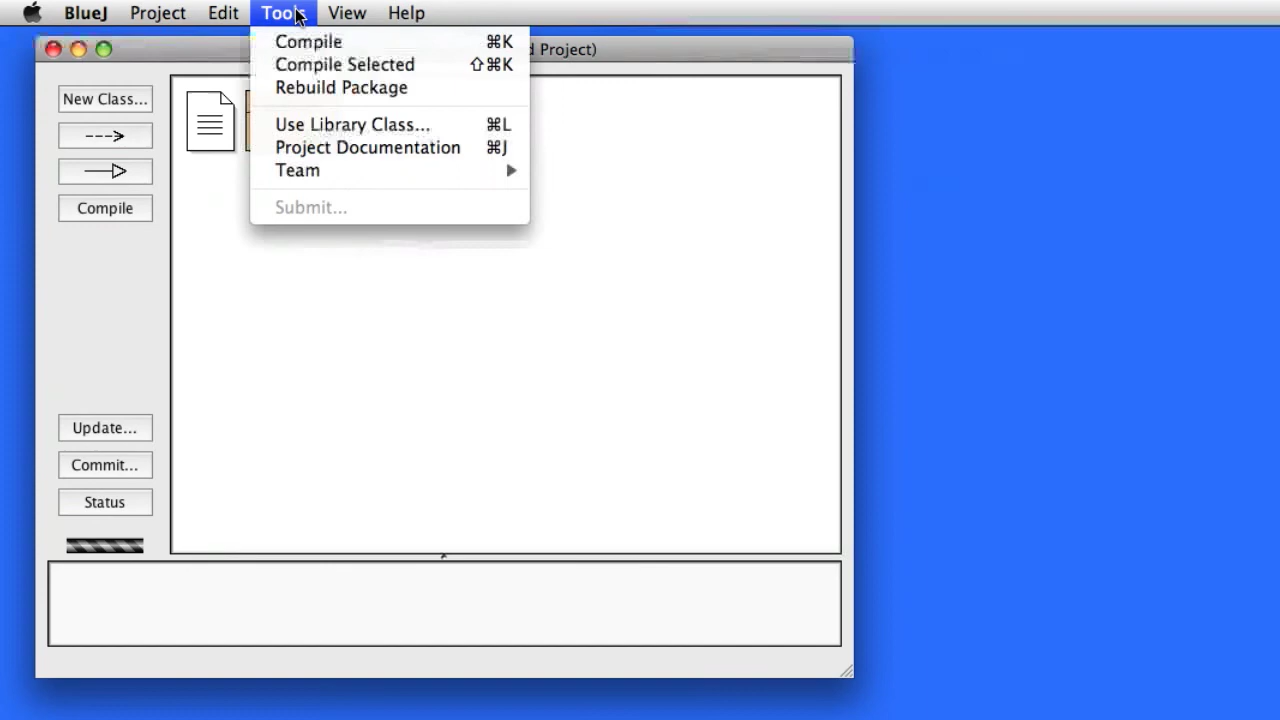 BlueJ Project Edit Tools View Help
Compile ⌘K
Compile Selected ⇧⌘K
Rebuild Package
Use Library Class... ⌘L
Project Documentation ⌘J
Team
Submit...
Project)
New Class...
Compile
Update...
Commit...
Status